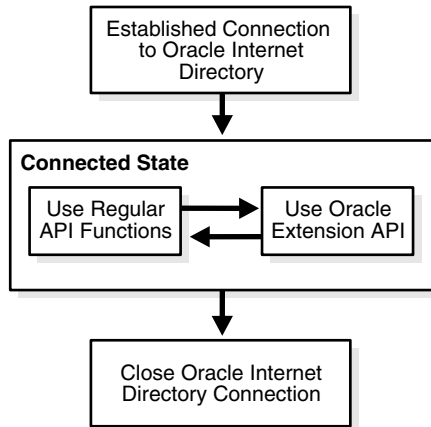 Established Connection
to Oracle Internet
Directory
Connected State
Use Regular
API Functions
Use Oracle
Extension API
Close Oracle Internet
Directory Connection